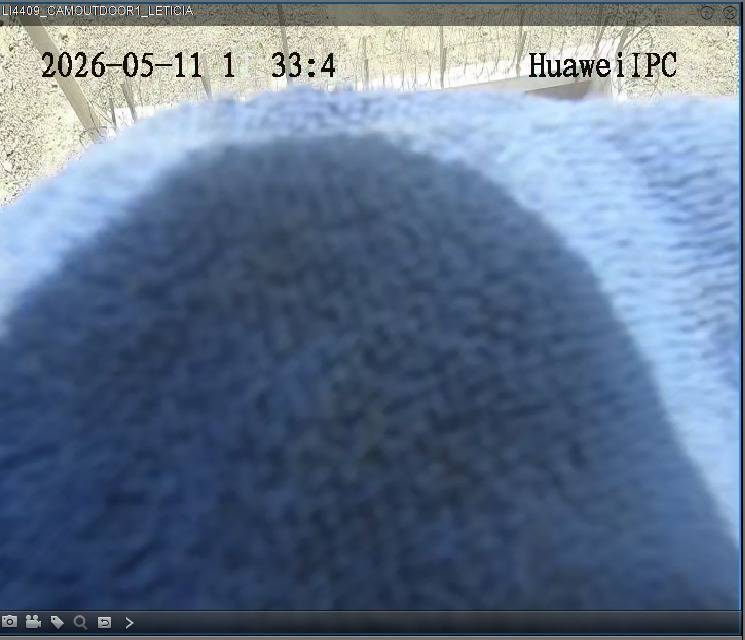 LI4409_CAMOUTDOOR1_LETICIA
2026-05-11 1 33:4
HuaweiIPC